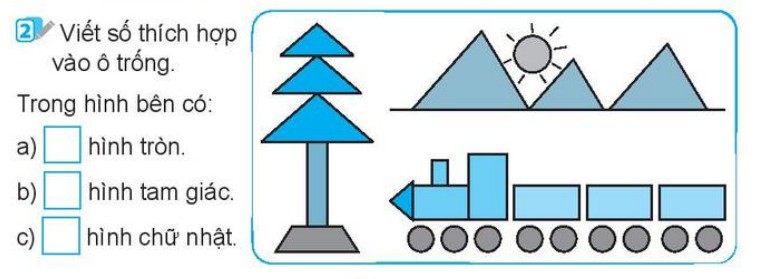 2 Viết số thích hợp
vào ô trống.
Trong hình bên có:
a) hình tròn.
b) hình tam giác.
c) hình chữ nhật.